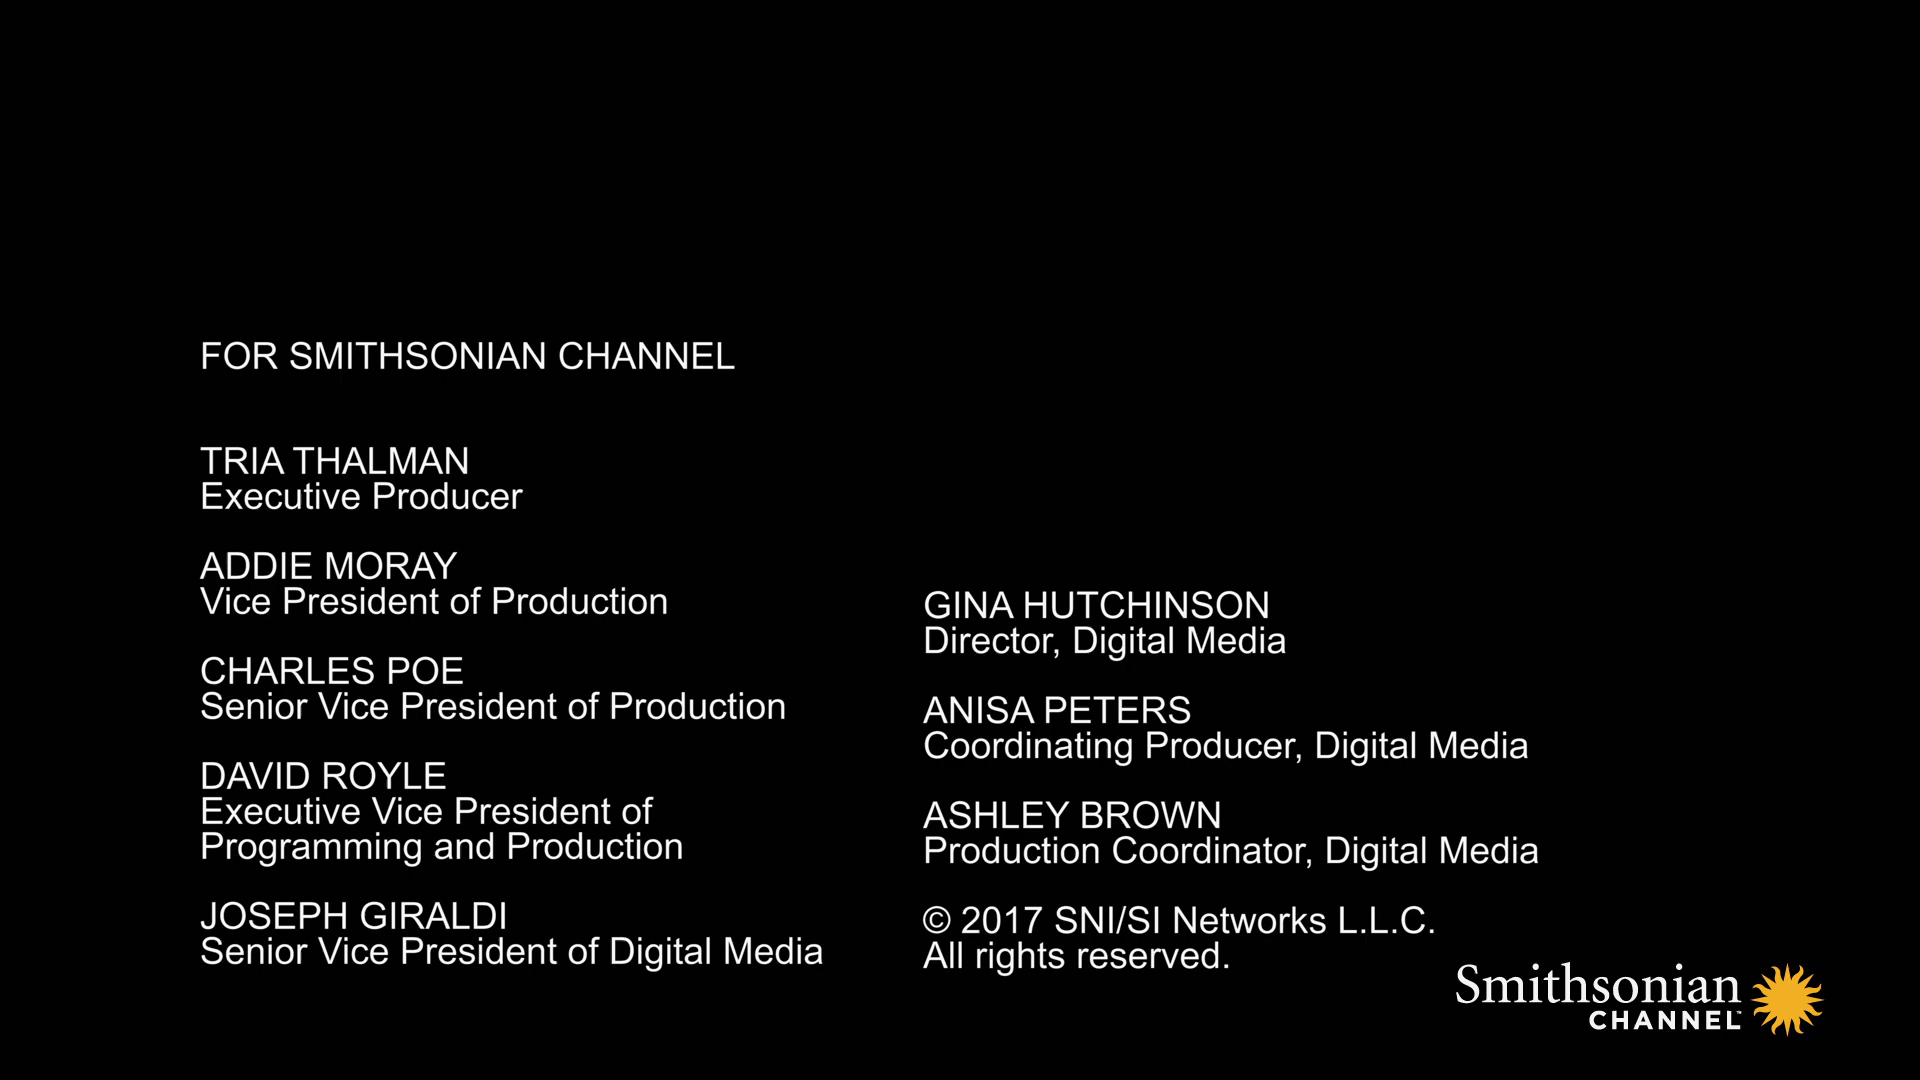 FOR SMITHSONIAN CHANNEL
TRIA THALMAN
Executive Producer
ADDIE MORAY
Vice President of Production
CHARLES POE
Senior Vice President of Production
DAVID ROYLE
Executive Vice President of
Programming and Production
JOSEPH GIRALDI
Senior Vice President of Digital Media
GINA HUTCHINSON
Director, Digital Media
ANISA PETERS
Coordinating Producer, Digital Media
ASHLEY BROWN
Production Coordinator, Digital Media
© 2017 SNI/SI Networks L.L.C.
All rights reserved.
Smithsonian
CHANNEL™